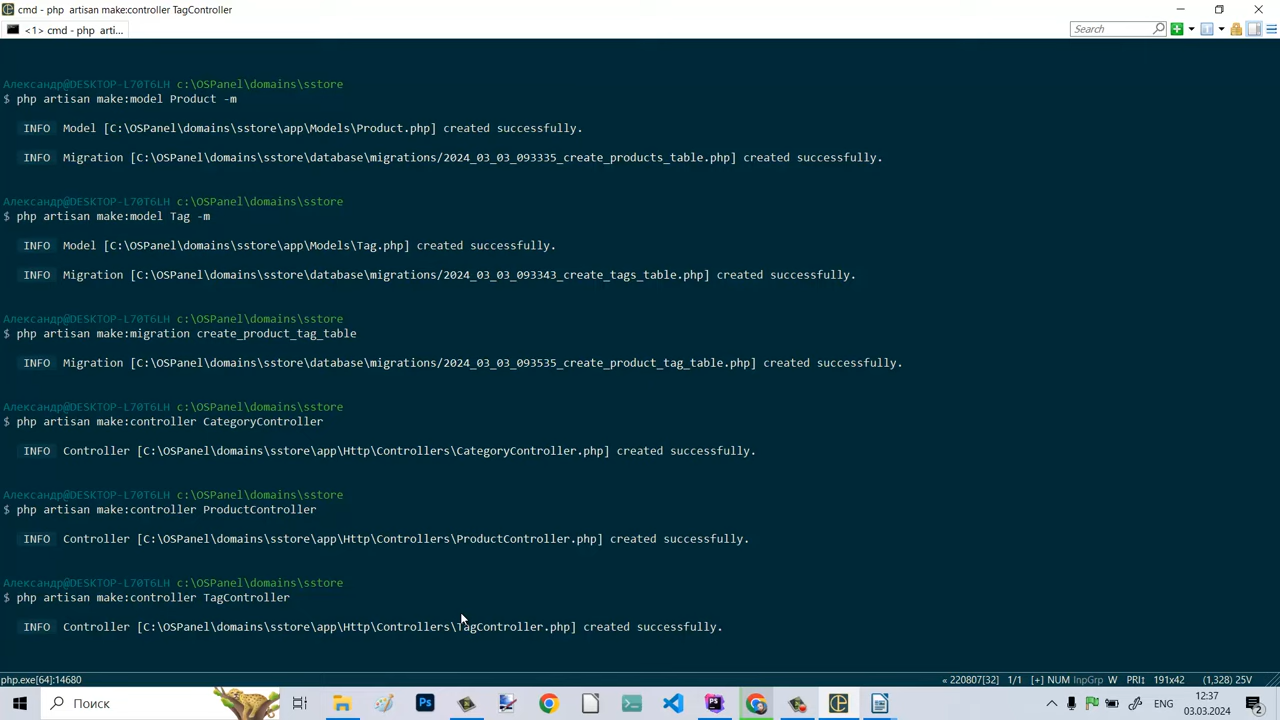 cmd - php artisan make:controller TagController
<1> cmd - php arti...
Search
Александр@DESKTOP-L70T6LH c:\OSPanel\domains\sstore
$ php artisan make:model Product -m
INFO Model [C:\OSPanel\domains\sstore\app\Models\Product.php] created successfully.
INFO Migration [C:\OSPanel\domains\sstore\database\migrations/2024_03_03_093335_create_products_table.php] created successfully.
Александр@DESKTOP-L70T6LH c:\OSPanel\domains\sstore
$ php artisan make:model Tag -m
INFO Model [C:\OSPanel\domains\sstore\app\Models\Tag.php] created successfully.
INFO Migration [C:\OSPanel\domains\sstore\database\migrations/2024_03_03_093343_create_tags_table.php] created successfully.
Александр@DESKTOP-L70T6LH c:\OSPanel\domains\sstore
$ php artisan make:migration create_product_tag_table
INFO Migration [C:\OSPanel\domains\sstore\database\migrations/2024_03_03_093535_create_product_tag_table.php] created successfully.
Александр@DESKTOP-L70T6LH c:\OSPanel\domains\sstore
$ php artisan make:controller CategoryController
INFO Controller [C:\OSPanel\domains\sstore\app\Http\Controllers\CategoryController.php] created successfully.
Александр@DESKTOP-L70T6LH c:\OSPanel\domains\sstore
$ php artisan make:controller ProductController
INFO Controller [C:\OSPanel\domains\sstore\app\Http\Controllers\ProductController.php] created successfully.
Александр@DESKTOP-L70T6LH c:\OSPanel\domains\sstore
$ php artisan make:controller TagController
INFO Controller [C:\OSPanel\domains\sstore\app\Http\Controllers\TagController.php] created successfully.
php.exe[64]:14680 « 220807[32] 1/1 [+] NUM InpGrp W PRI↕ 191x42 (1,328) 25V
Поиск
ENG
12:37
03.03.2024
2